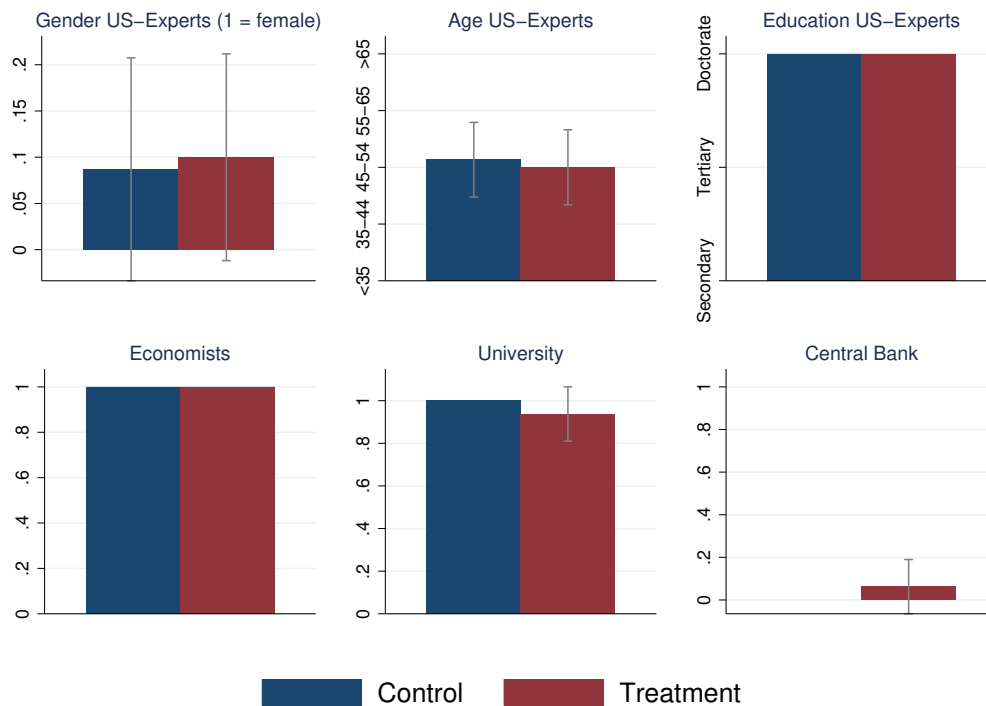 Gender US−Experts (1 = female)
.2
.15
.1
.05
0
Age US−Experts
>65
55−65
45−54
35−44
<35
Education US−Experts
Doctorate
Tertiary
Secondary
Economists
1
.8
.6
.4
.2
0
University
1
.8
.6
.4
.2
0
Central Bank
1
.8
.6
.4
.2
0
Control
Treatment